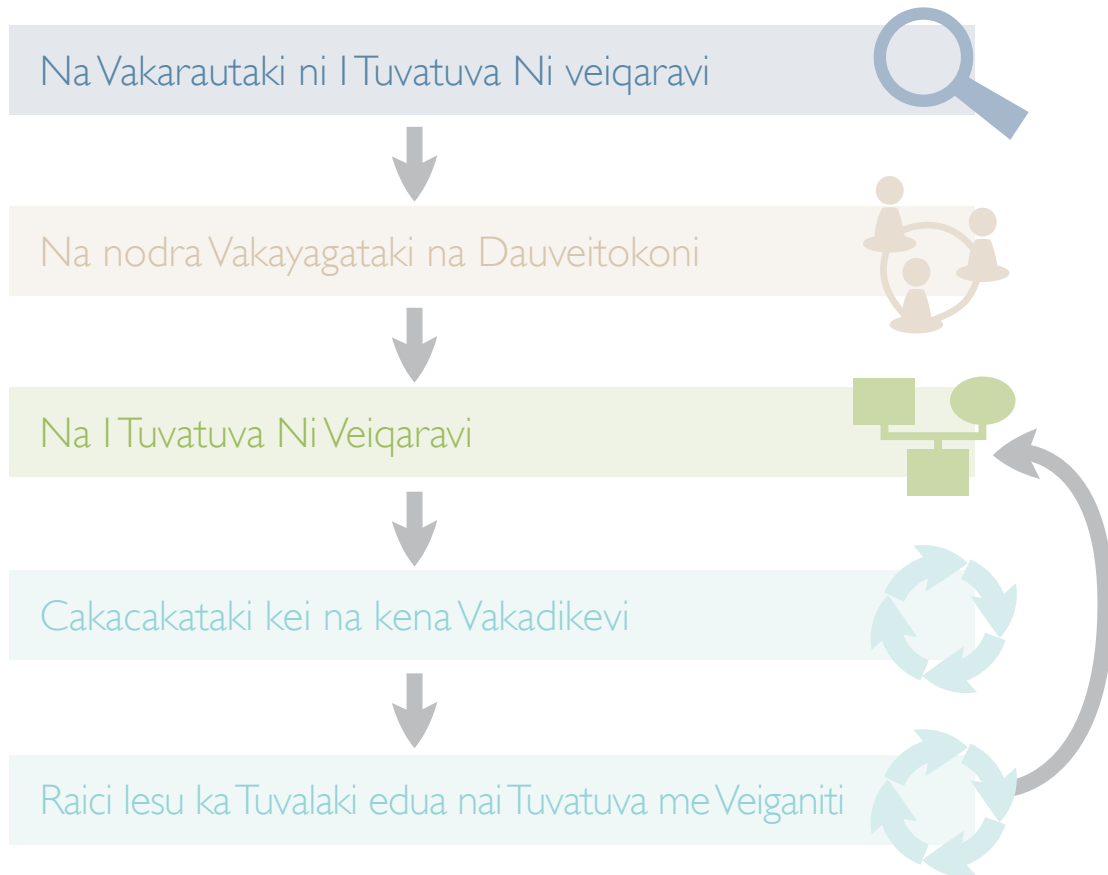 Na Vakarautaki ni I Tuvatuva Ni veiqaravi
Na nodra Vakayagataki na Dauveitokoni
Na I Tuvatuva Ni Veiqaravi
Cakacakataki kei na kena Vakadikevi
Raici lesu ka Tuvalaki edua nai Tuvatuva me Veiganiti